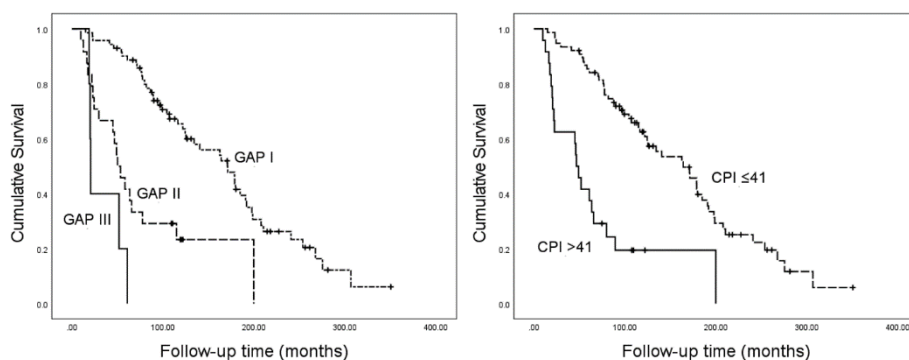 1.0
0.8
0.6
0.4
0.2
0.0
Cumulative Survival
GAP I
GAP II
GAP III
.00 100.00 200.00 300.00 400.00
Follow-up time (months)
1.0
0.8
0.6
0.4
0.2
0.0
Cumulative Survival
CPI ≤41
CPI >41
.00 100.00 200.00 300.00 400.00
Follow-up time (months)